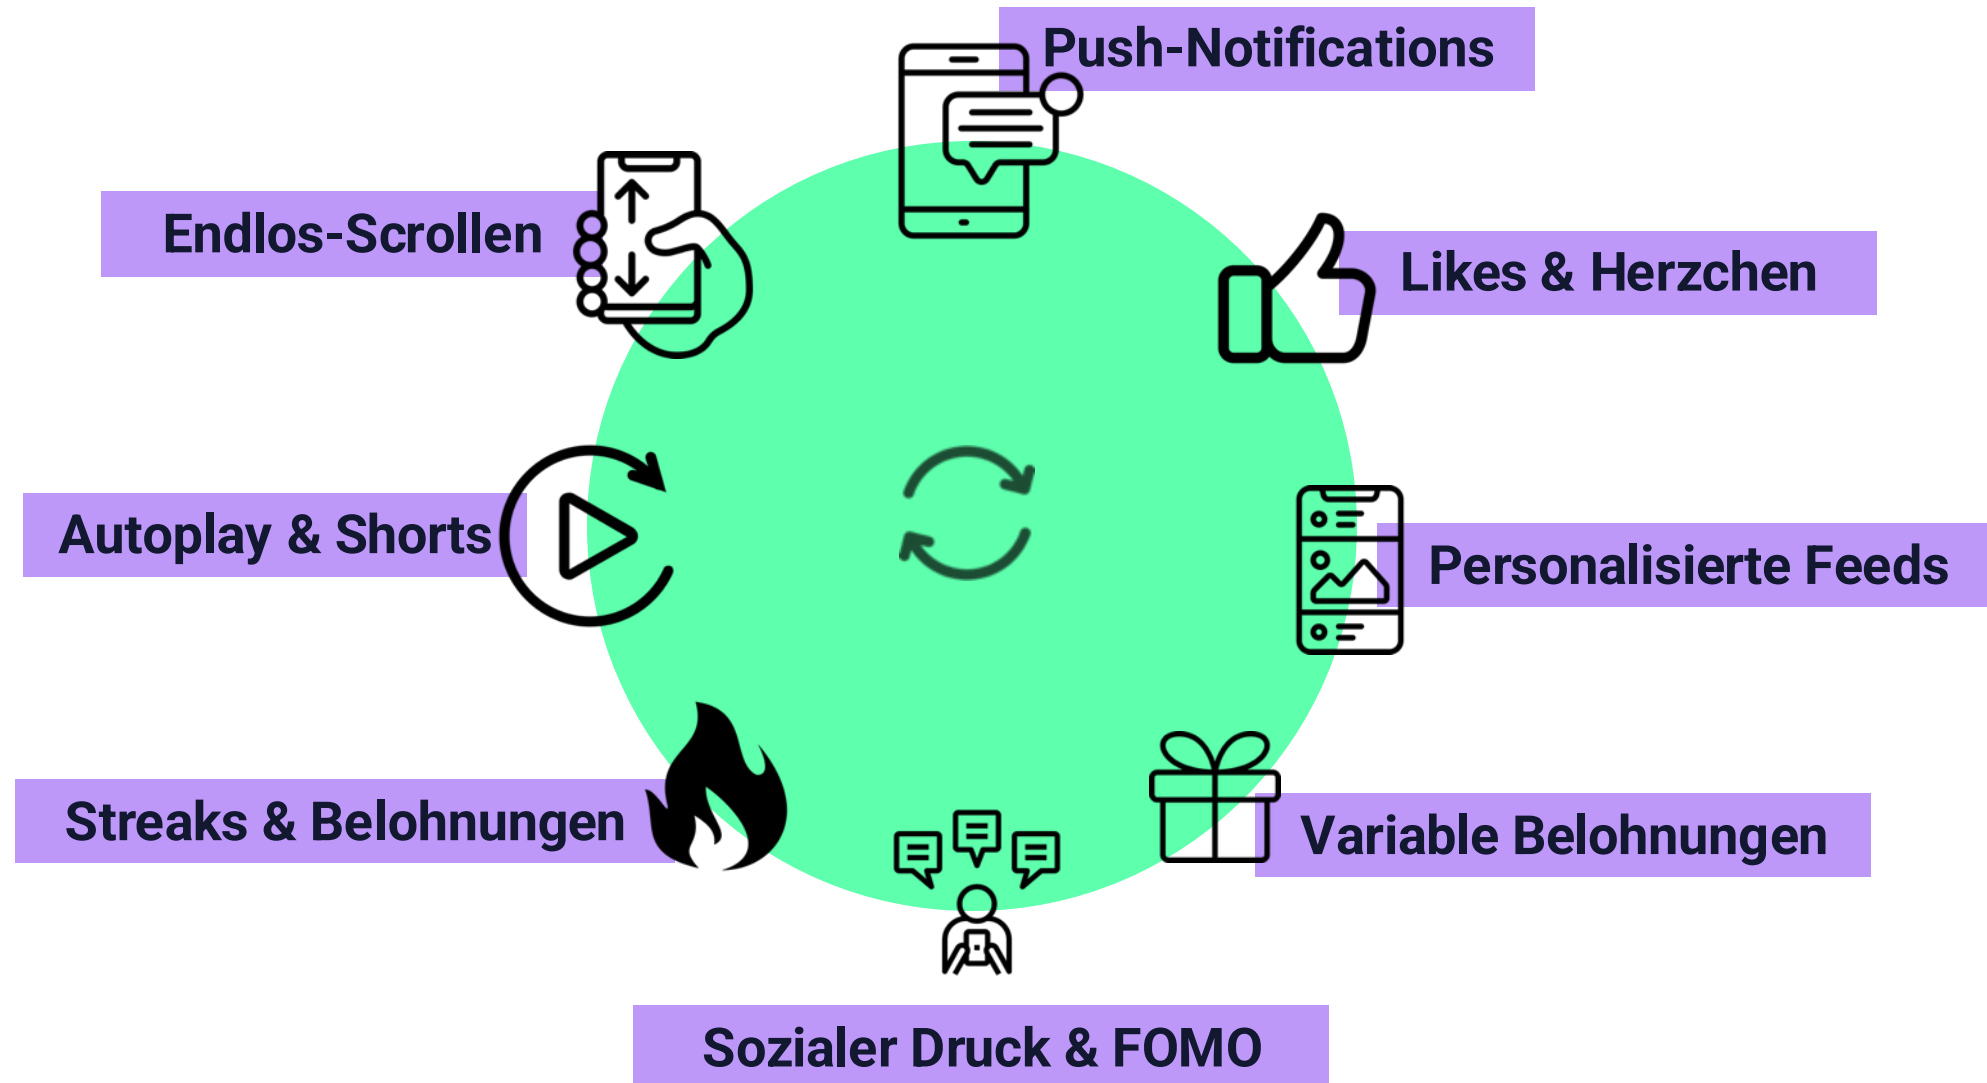 Push-Notifications
Endlos-Scrollen
Likes & Herzchen
Autoplay & Shorts
Personalisierte Feeds
Streaks & Belohnungen
Variable Belohnungen
Sozialer Druck & FOMO